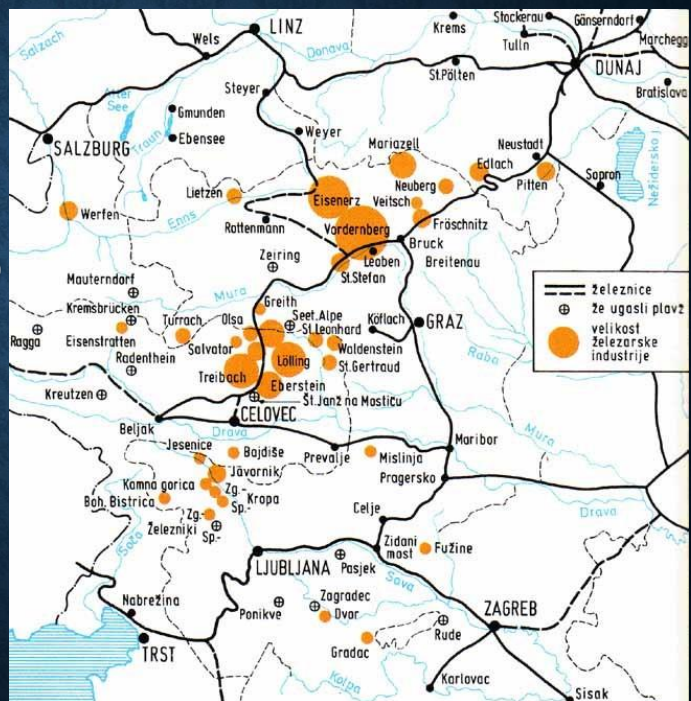 Salzach
LINZ
Krems
Stockerau
Gänserndorf
Tulln
Marchegg
Wels
Donava
St.Pölten
DUNAJ
Bratislava
Atter
See
Steyer
Gmunden
Traun
Ebensee
Weyer
SALZBURG
Mariazell
Neustadt
Edlach
Sopron
Nežidersko j.
Lietzen
Eisenerz
Neuberg
Pitten
Veitsch
Werfen
Enns
Rottenmann
Vordernberg
Fröschnitz
Leoben
Bruck
Breitenau
Zeiring
St.Stefan
Mauterndorf
Mura
Kremsbrücken
Greith
Seet.Alpe
Köflach
GRAZ
Ragga
Turrach
Olsa
St.Leonhard
Eisenstratten
Salvator
Waldenstein
Raba
Radenthein
Lölling
St.Gertraud
Treibach
Eberstein
Kreutzen
Št.Janž na Mostiču
CELOVEC
Beljak
Drava
Mura
Jesenice
Bajdiše
Prevalje
Mislinja
Maribor
Javornik
Pragersko
Kamna gorica
Zg.-
Kropa
Drava
Boh. Bistrica
Sp.-
Zg.-
Celje
Železniki
Sp.-
Soča
Zidani
most
Fužine
LJUBLJANA
Pasjek
Sava
Nabrežina
Zagradec
ZAGREB
Ponikve
Dvor
Rude
TRST
Gradac
Kolpa
Karlovac
Sisak
železnice
že ugasli plavž
velikost
železarske
industrije